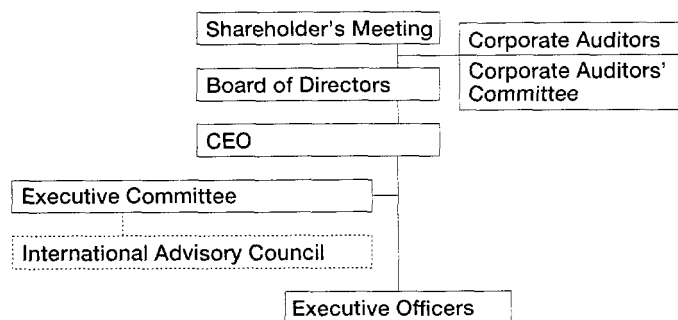 Shareholder's Meeting
Corporate Auditors
Board of Directors
Corporate Auditors'
Committee
CEO
Executive Committee
International Advisory Council
Executive Officers